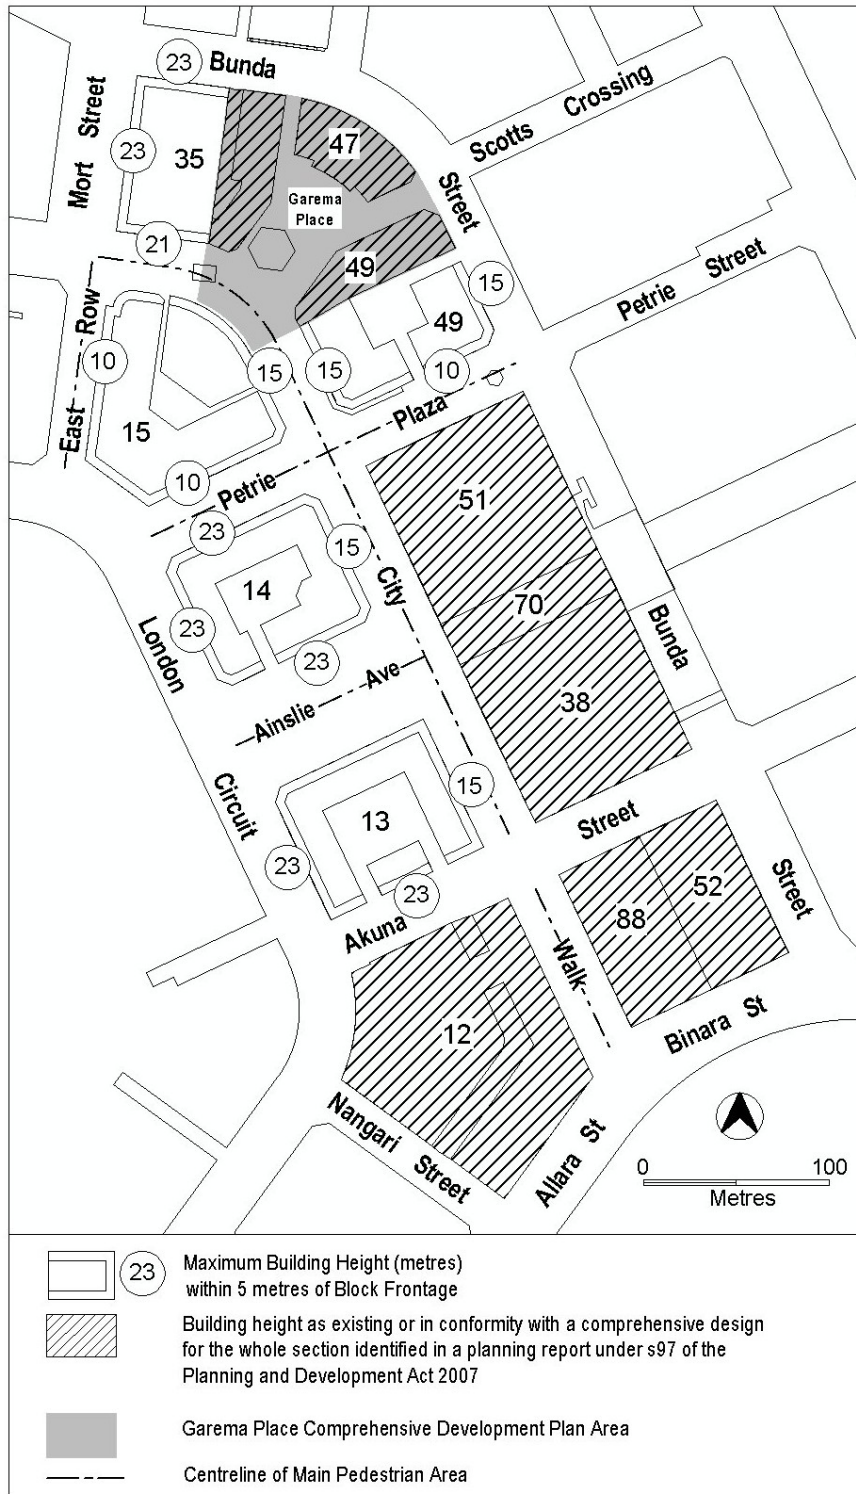 23
Bunda
Mort Street
Scotts Crossing
23
35
47
Street
Garema
Place
21
49
Petrie Street
15
49
East Row
10
15
15
10
15
Plaza
10
Petrie
51
23
15
14
City
70
Bunda
23
London
23
Ainslie Ave
38
13
15
Circuit
23
23
Street
Street
52
88
Akuna
Walk
12
Binara St
Nangari Street
Allara St
0 100
Metres
23
Maximum Building Height (metres)
within 5 metres of Block Frontage
Building height as existing or in conformity with a comprehensive design
for the whole section identified in a planning report under s97 of the
Planning and Development Act 2007
Garema Place Comprehensive Development Plan Area
Centreline of Main Pedestrian Area